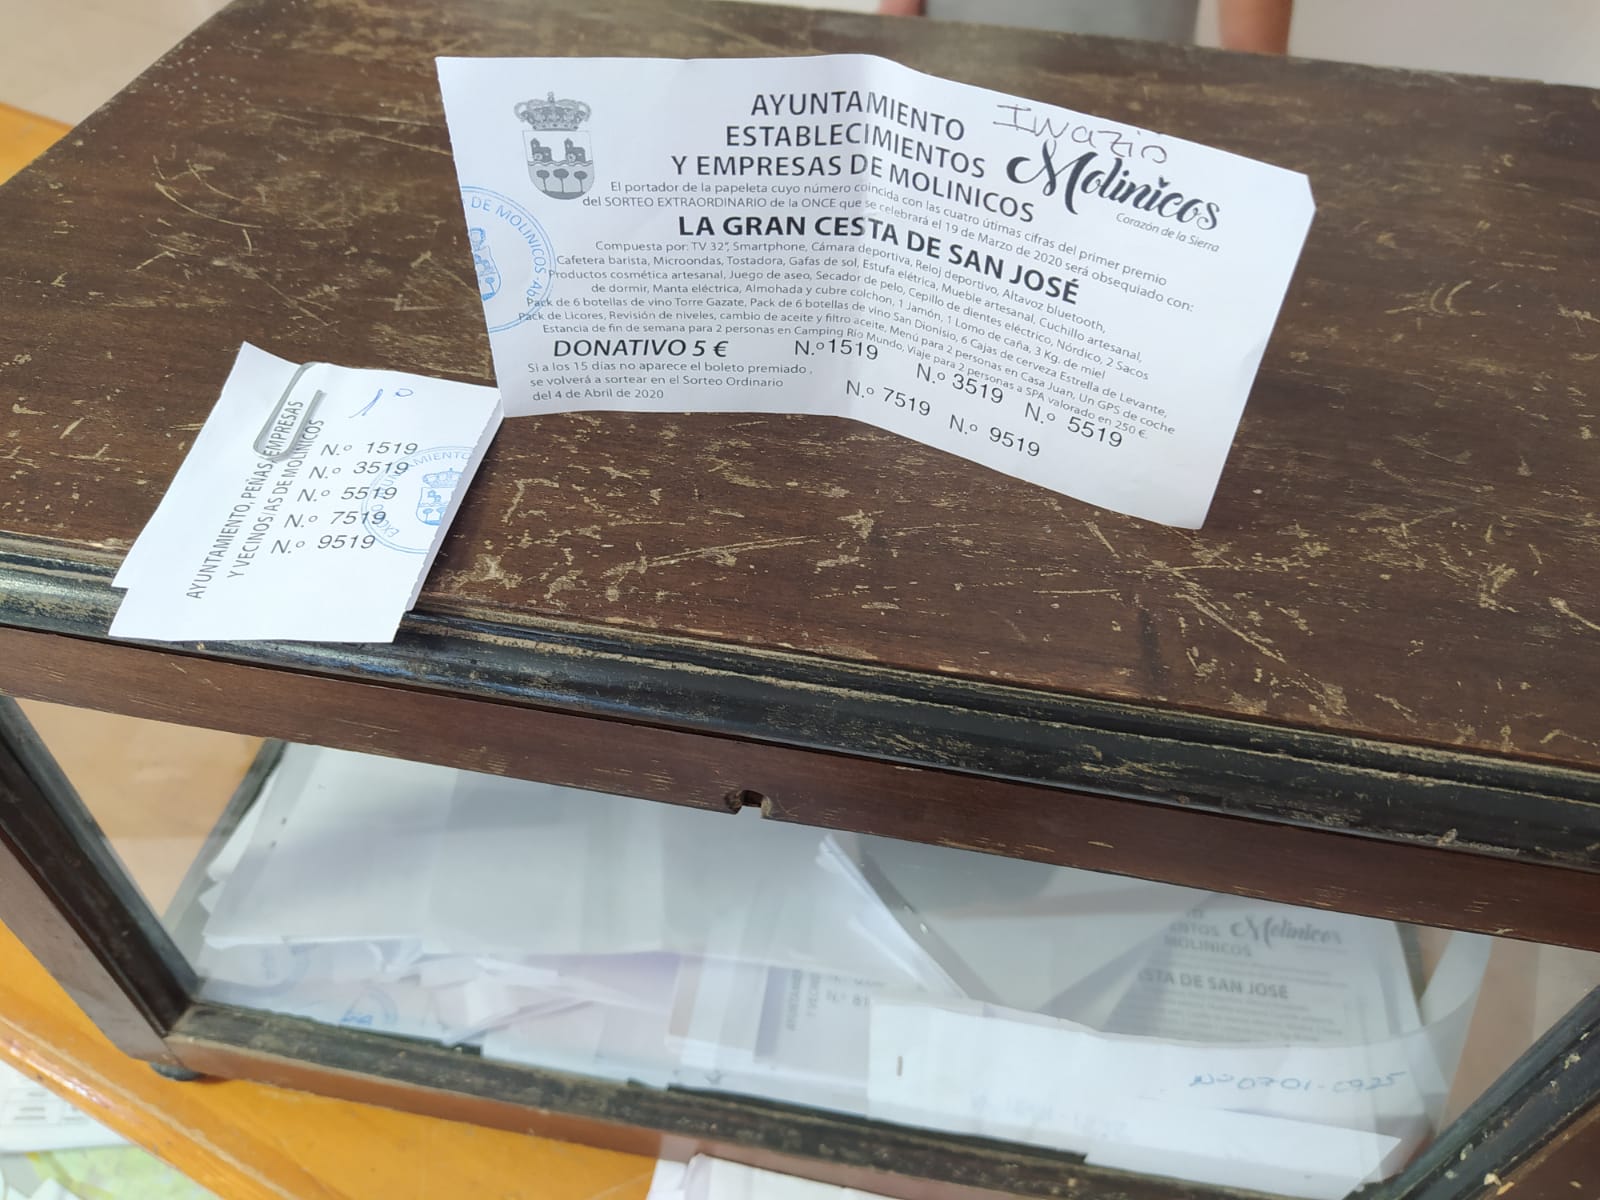 AYUNTAMIENTO
ESTABLECIMIENTOS
Y EMPRESAS DE MOLINICOS
Inazio
Molinicos
Corazón de la Sierra
El portador de la papeleta cuyo número coincida con las cuatro útimas cifras del primer premio
del SORTEO EXTRAORDINARIO de la ONCE que se celebrará el 19 de Marzo de 2020 será obsequiado con:
LA GRAN CESTA DE SAN JOSÉ
Compuesta por: TV 32", Smartphone, Cámara deportiva, Reloj deportivo, Altavoz bluetooth,
Cafetera barista, Microondas, Tostadora, Gafas de sol, Estufa elétrica, Mueble artesanal, Cuchillo artesanal,
Productos cosmética artesanal, Juego de aseo, Secador de pelo, Cepillo de dientes eléctrico, Nórdico, 2 Sacos
de dormir, Manta eléctrica, Almohada y cubre colchon, 1 Jamón, 1 Lomo de caña, 3 Kg. de miel
Pack de 6 botellas de vino Torre Gazate, Pack de 6 botellas de vino San Dionisio, 6 Cajas de cerveza Estrella de Levante,
Pack de Licores, Revisión de niveles, cambio de aceite y filtro aceite, Menú para 2 personas en Casa Juan, Un GPS de coche
Estancia de fin de semana para 2 personas en Camping Río Mundo, Viaje para 2 personas a SPA valorado en 250 €
DONATIVO 5 €
N.º 1519
N.º 3519
N.º 5519
N.º 7519
N.º 9519
Si a los 15 días no aparece el boleto premiado,
se volverá a sortear en el Sorteo Ordinario
del 4 de Abril de 2020
DE MOLINICOS
AYUNTAMIENTO, PEÑAS, EMPRESAS
Y VECINOS/AS DE MOLINICOS
1º
N.º 1519
N.º 3519
N.º 5519
N.º 7519
N.º 9519
Molinicos
MOLINICOS
ESTA DE SAN JOSÉ
Nº 0701-0925